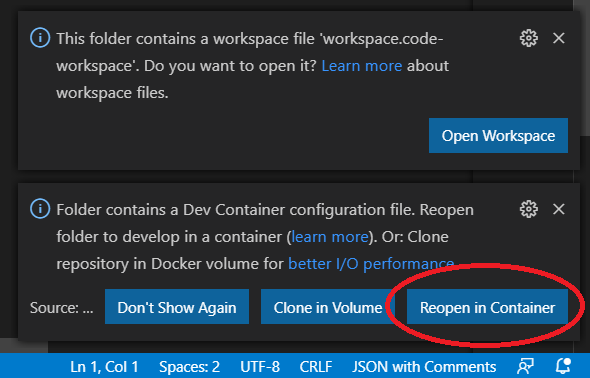 This folder contains a workspace file 'workspace.code-
workspace'. Do you want to open it? Learn more about
workspace files.
Open Workspace
Folder contains a Dev Container configuration file. Reopen
folder to develop in a container (learn more). Or: Clone
repository in Docker volume for better I/O performance.
Source: ... Don't Show Again Clone in Volume Reopen in Container
Ln 1, Col 1 Spaces: 2 UTF-8 CRLF JSON with Comments